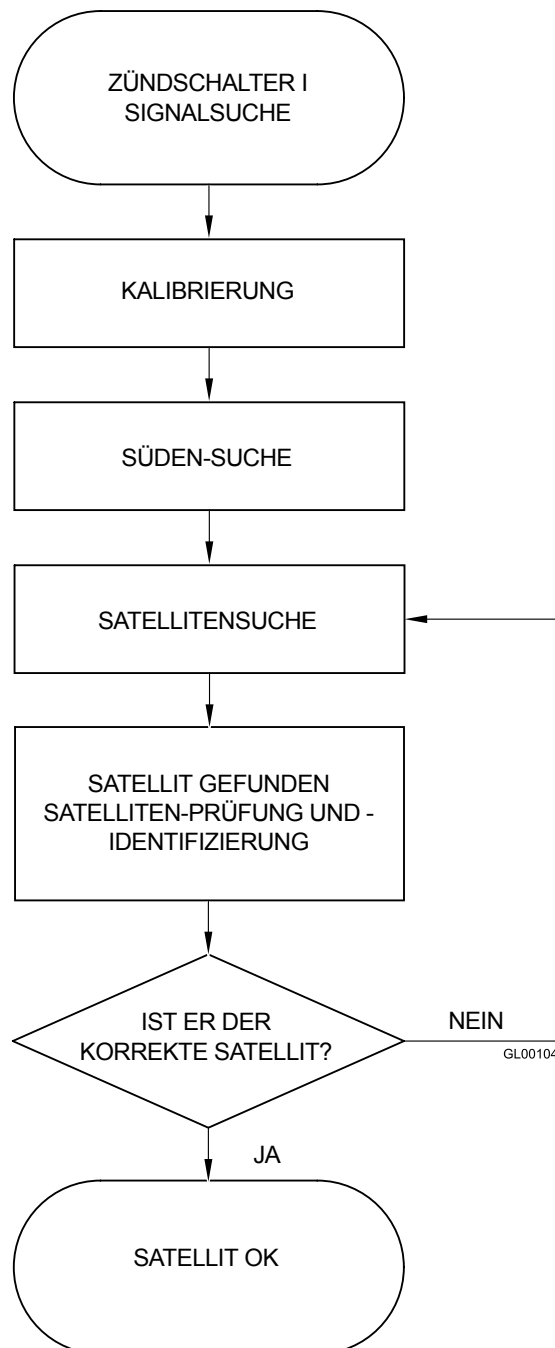 ZÜNDSCHALTER I
SIGNALSUCHE
KALIBRIERUNG
SÜDEN-SUCHE
SATELLITENSUCHE
SATELLIT GEFUNDEN
SATELLITEN-PRÜFUNG UND -
IDENTIFIZIERUNG
IST ER DER
KORREKTE SATELLIT?
NEIN
GL00104
JA
SATELLIT OK